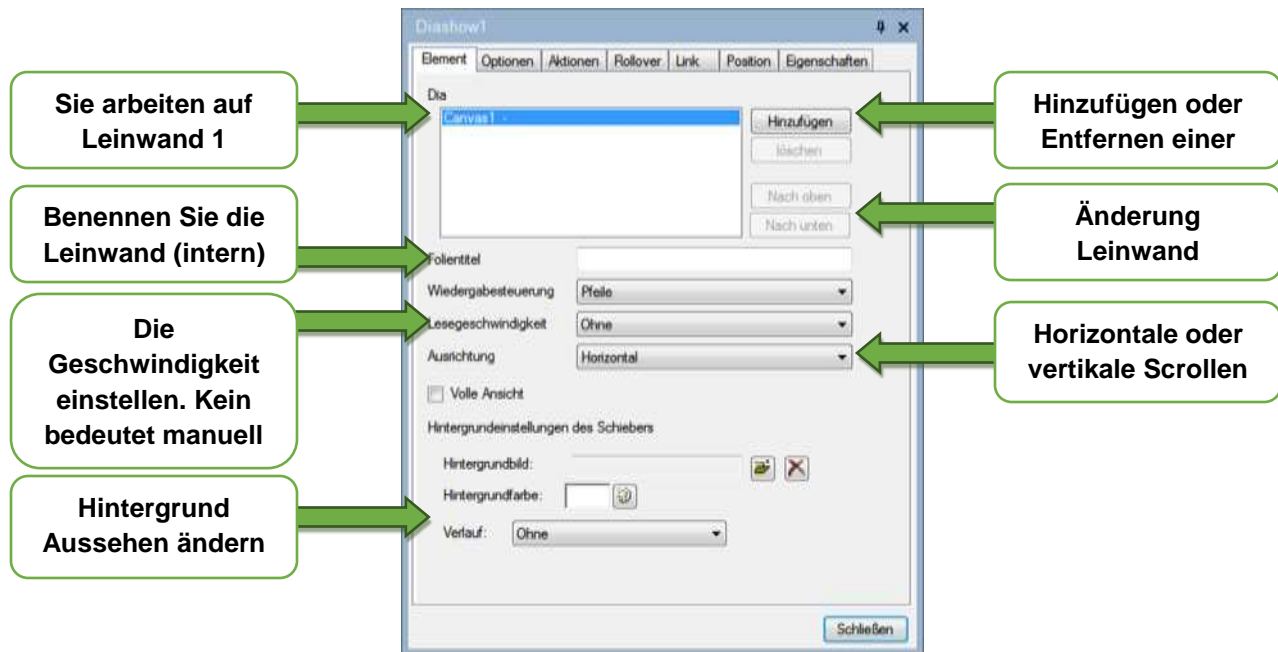 Diashow1
Element Optionen Aktionen Rollover Link Position Eigenschaften
Sie arbeiten auf
Leinwand 1
Dia
Canvas1 -
Hinzufügen
löschen
Nach oben
Nach unten
Hinzufügen oder
Entfernen einer
Benennen Sie die
Leinwand (intern)
Änderung
Leinwand
Folientitel
Wiedergabesteuerung Pfeile
Lesegeschwindigkeit Ohne
Ausrichtung Horizontal
Die
Geschwindigkeit
einstellen. Kein
bedeutet manuell
Horizontale oder
vertikale Scrollen
Volle Ansicht
Hintergrundeinstellungen des Schiebers
Hintergrundbild:
Hintergrundfarbe:
Verlauf: Ohne
Hintergrund
Aussehen ändern
Schließen